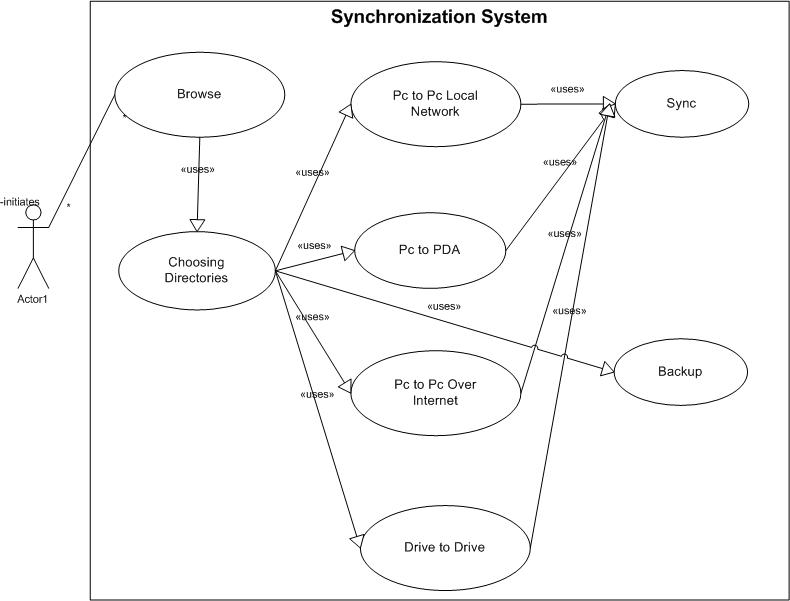 Synchronization System
Browse
Pc to Pc Local
Network
«uses»
Sync
*
«uses»
«uses»
«uses»
-initiates
*
«uses»
«uses»
Pc to PDA
Choosing
Directories
Actor1
«uses»
«uses»
«uses»
Backup
Pc to Pc Over
Internet
«uses»
Drive to Drive